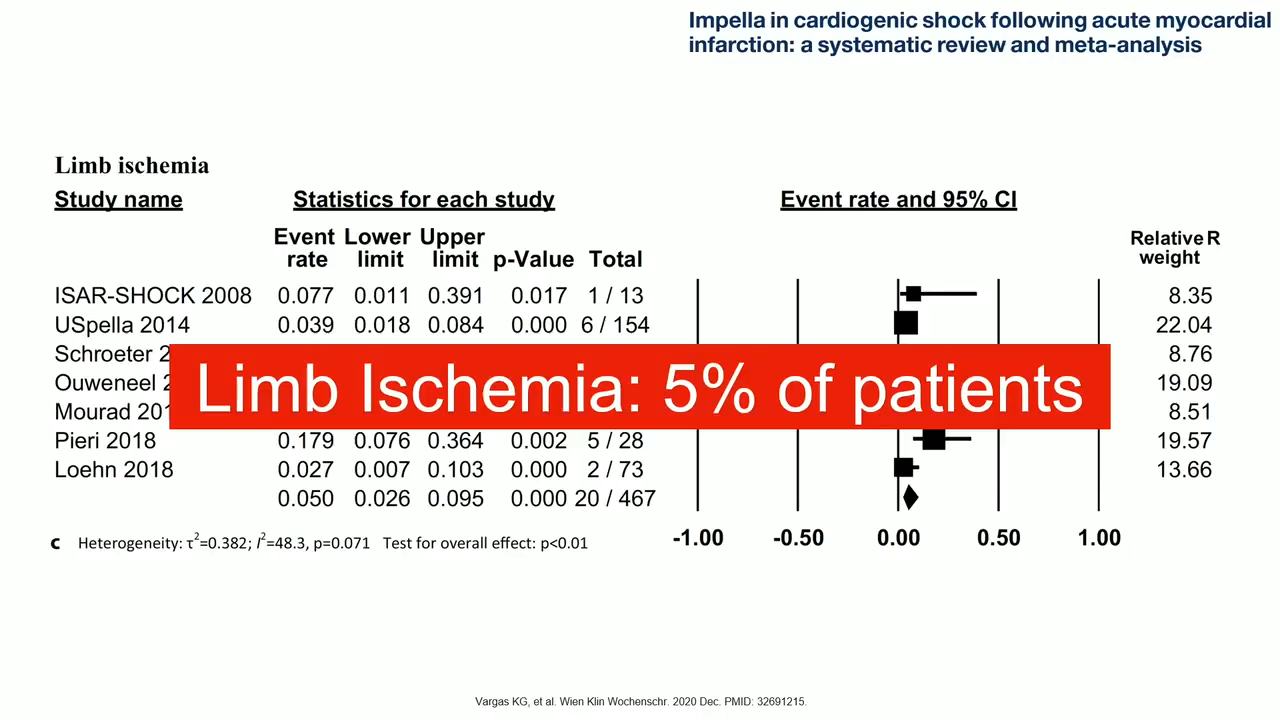 Impella in cardiogenic shock following acute myocardial
infarction: a systematic review and meta-analysis
Limb ischemia
Study name Statistics for each study Event rate and 95% CI
Event Lower Upper Relative R
rate limit limit p-Value Total weight
ISAR-SHOCK 2008 0.077 0.011 0.391 0.017 1 / 13 8.35
USpella 2014 0.039 0.018 0.084 0.000 6 / 154 22.04
Schroeter 8.76
Ouweneel 19.09
Mourad 8.51
Limb Ischemia: 5% of patients
Pieri 2018 0.179 0.076 0.364 0.002 5 / 28 19.57
Loehn 2018 0.027 0.007 0.103 0.000 2 / 73 13.66
0.050 0.026 0.095 0.000 20 / 467
-1.00 -0.50 0.00 0.50 1.00
c Heterogeneity: τ²=0.382; I²=48.3, p=0.071 Test for overall effect: p<0.01
Vargas KG, et al. Wien Klin Wochenschr. 2020 Dec. PMID: 32691215.